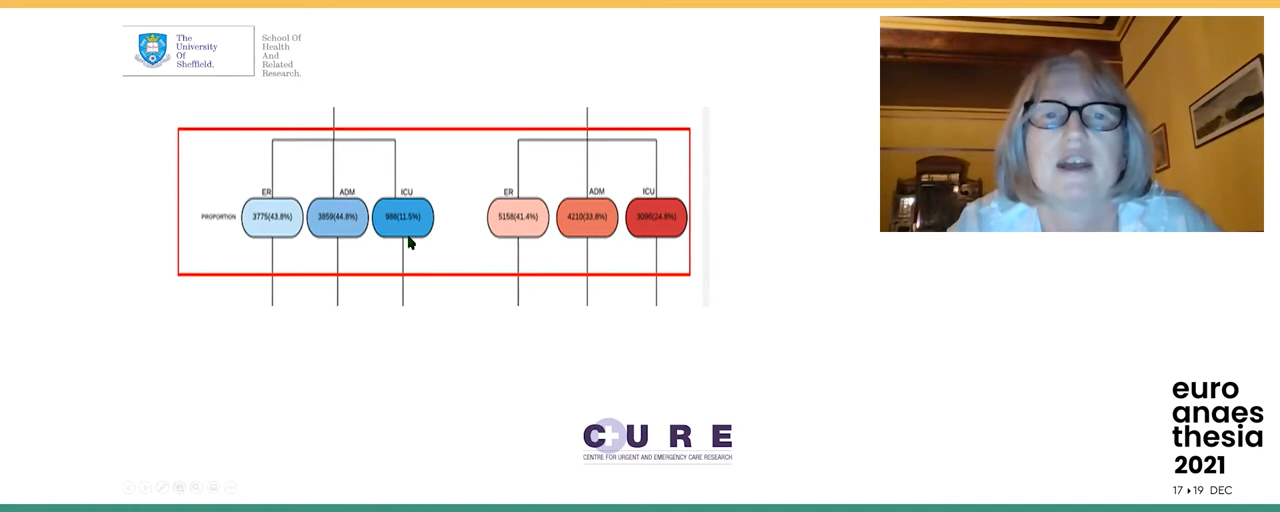 The
University
Of
Sheffield.
School Of
Health
And
Related
Research.
ER ADM ICU ER ADM ICU
PROPORTION 3775(43.8%) 3859(44.8%) 988(11.5%) 5158(41.4%) 4210(33.8%) 3096(24.8%)
CURE
CENTRE FOR URGENT AND EMERGENCY CARE RESEARCH
euro
anaes
thesia
2021
17 19 DEC